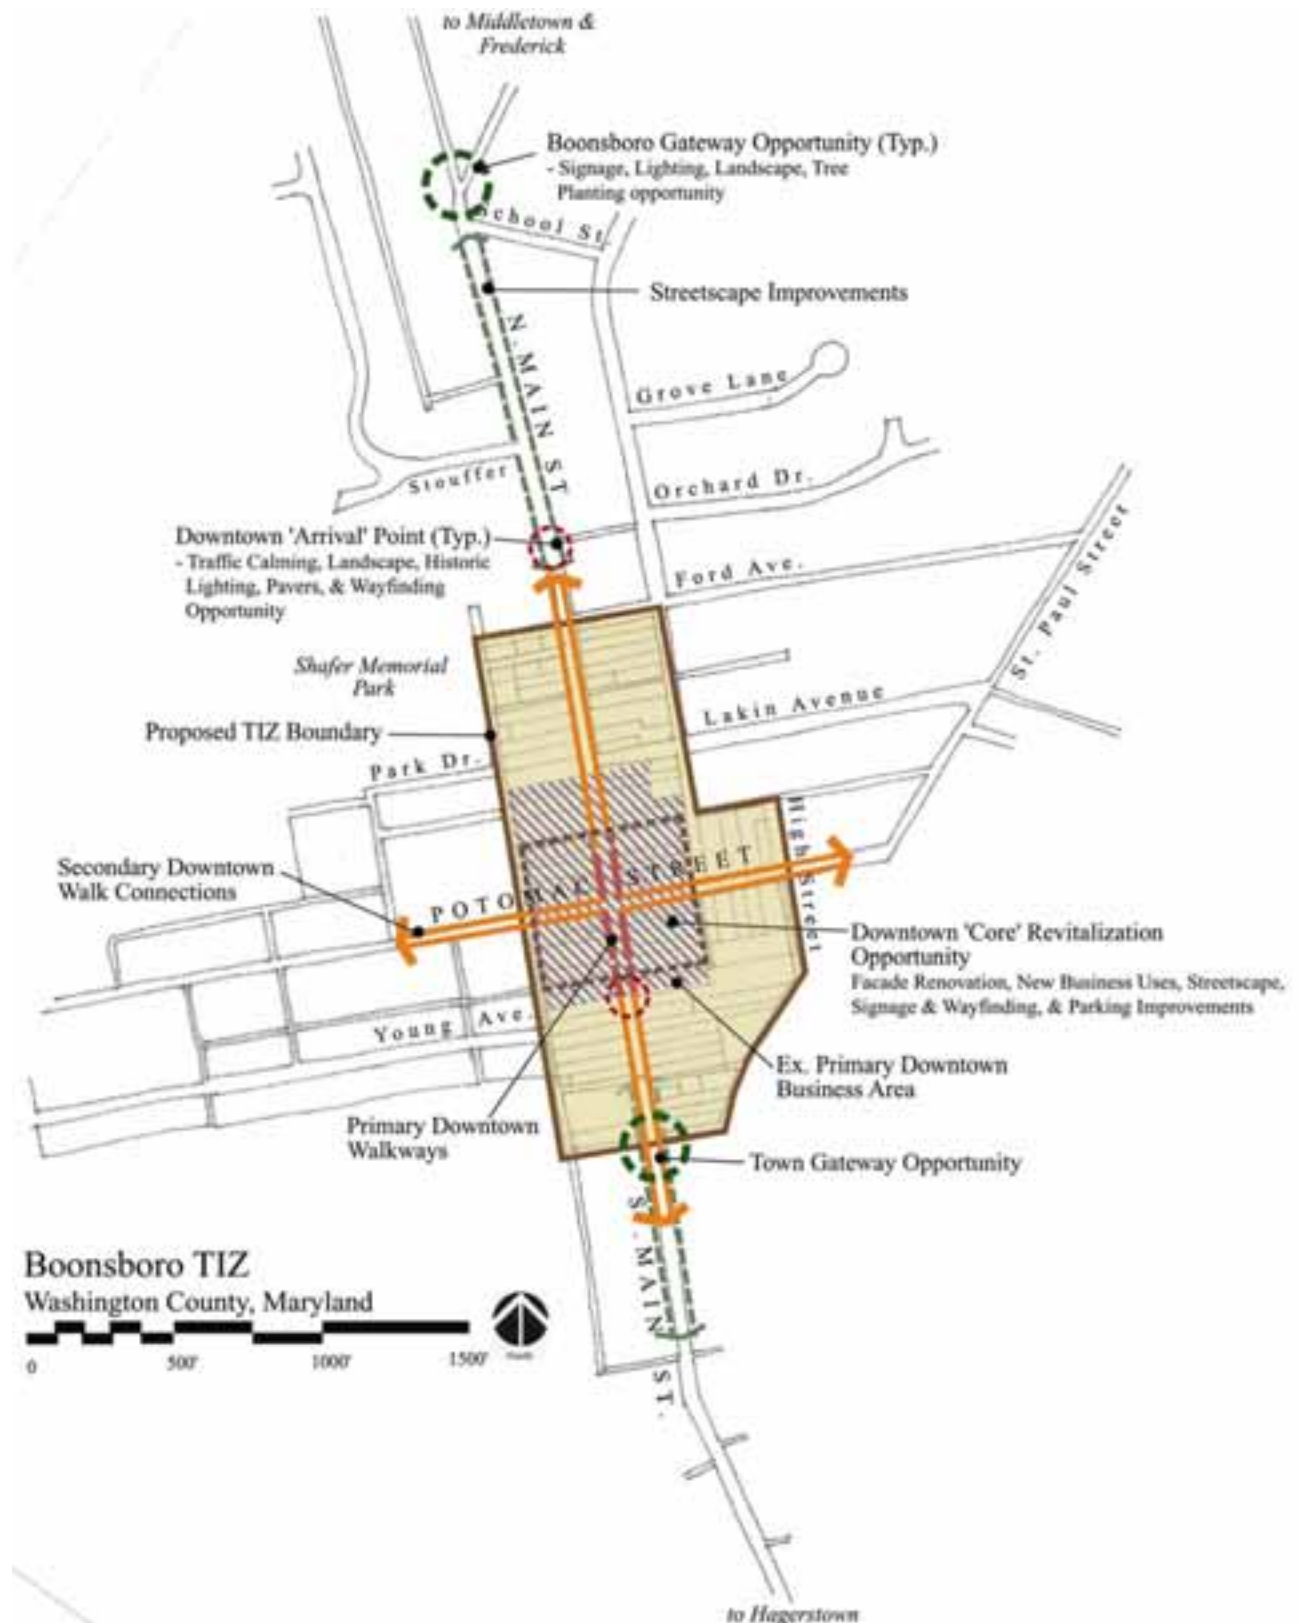 to Middletown &
Frederick
Boonsboro Gateway Opportunity (Typ.)
- Signage, Lighting, Landscape, Tree
Planting opportunity
School St.
Streetscape Improvements
N. MAIN ST
Grove Lane
Stouffer
Orchard Dr.
Downtown 'Arrival' Point (Typ.)
- Traffic Calming, Landscape, Historic
Lighting, Pavers, & Wayfinding
Opportunity
Ford Ave.
St. Paul Street
Shafer Memorial
Park
Lakin Avenue
Proposed TIZ Boundary
Park Dr.
High Street
Secondary Downtown
Walk Connections
POTOMAC STREET
Downtown 'Core' Revitalization
Opportunity
Facade Renovation, New Business Uses, Streetscape,
Signage & Wayfinding, & Parking Improvements
Young Ave.
Ex. Primary Downtown
Business Area
Primary Downtown
Walkways
Town Gateway Opportunity
S. MAIN ST.
Boonsboro TIZ
Washington County, Maryland
0 500' 1000' 1500'
North
to Hagerstown